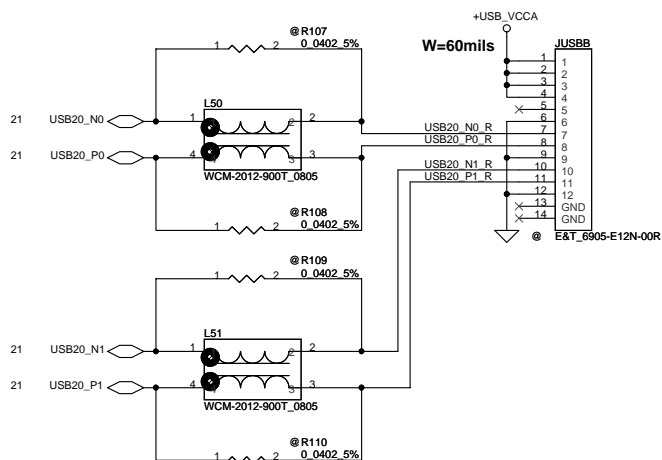 +USB_VCCA
@ R107
1 2 0_0402_5%
W=60mils
JUSBB
1 1
2 2
3 3
4 4
5 5
6 6
USB20_N0_R 7 7
USB20_P0_R 8 8
9 9
USB20_N1_R 10 10
USB20_P1_R 11 11
12 12
13 GND
14 GND
@ E&T_6905-E12N-00R
L50
21 USB20_N0 1 2 2
21 USB20_P0 4 3 3
WCM-2012-900T_0805
@ R108
1 2 0_0402_5%
@ R109
1 2 0_0402_5%
L51
21 USB20_N1 1 2 2
21 USB20_P1 4 3 3
WCM-2012-900T_0805
@ R110
1 2 0_0402_5%